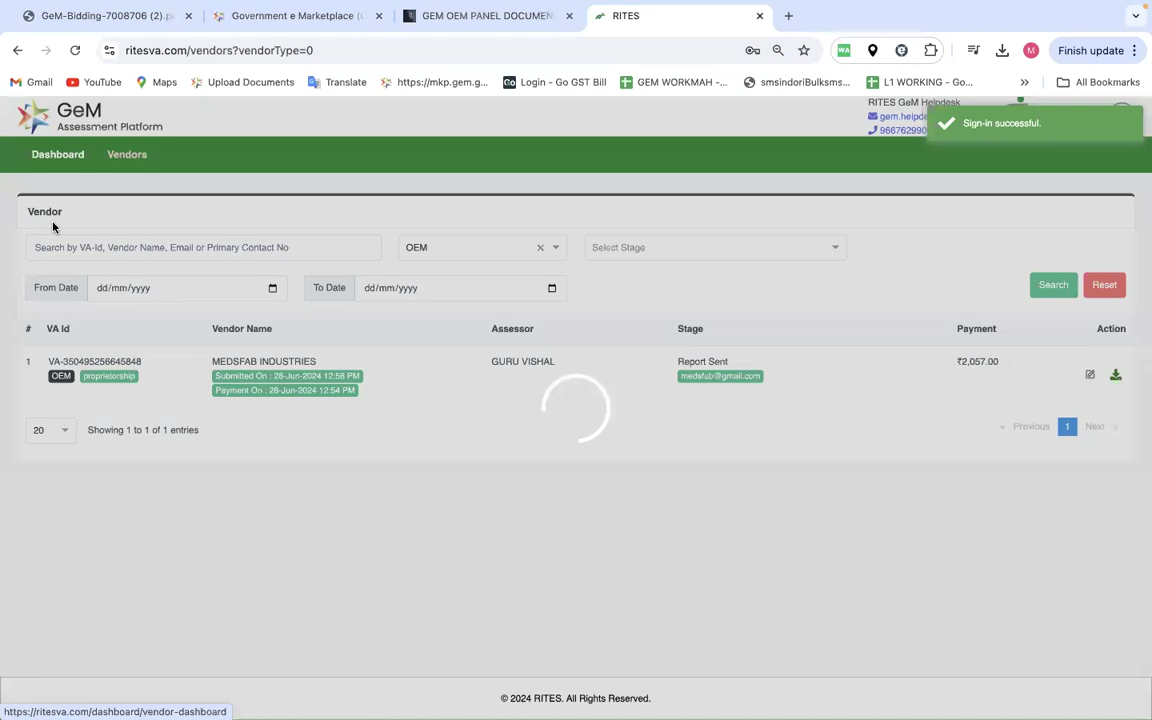 GeM-Bidding-7008706 (2).p
Government e Marketplace (
GEM OEM PANEL DOCUMEN
RITES
ritesva.com/vendors?vendorType=0
WA
M
Finish update
Gmail
YouTube
Maps
Upload Documents
Translate
https://mkp.gem.g...
Go
Login - Go GST Bill
GEM WORKMAH -...
smsindoriBulksms...
L1 WORKING - Go...
All Bookmarks
GeM
Assessment Platform
RITES GeM Helpdesk
gem.helpde
966762990
Sign-in successful.
Dashboard
Vendors
Vendor
Search by VA-Id, Vendor Name, Email or Primary Contact No
OEM
Select Stage
From Date
dd/mm/yyyy
To Date
dd/mm/yyyy
Search
Reset
# VA Id Vendor Name Assessor Stage Payment Action
1 VA-350495256645848 MEDSFAB INDUSTRIES GURU VISHAL Report Sent ₹2,057.00
OEM proprietorship Submitted On : 28-Jun-2024 12:58 PM medsfab@gmail.com
Payment On : 28-Jun-2024 12:54 PM
20
Showing 1 to 1 of 1 entries
« Previous 1 Next
© 2024 RITES. All Rights Reserved.
https://ritesva.com/dashboard/vendor-dashboard